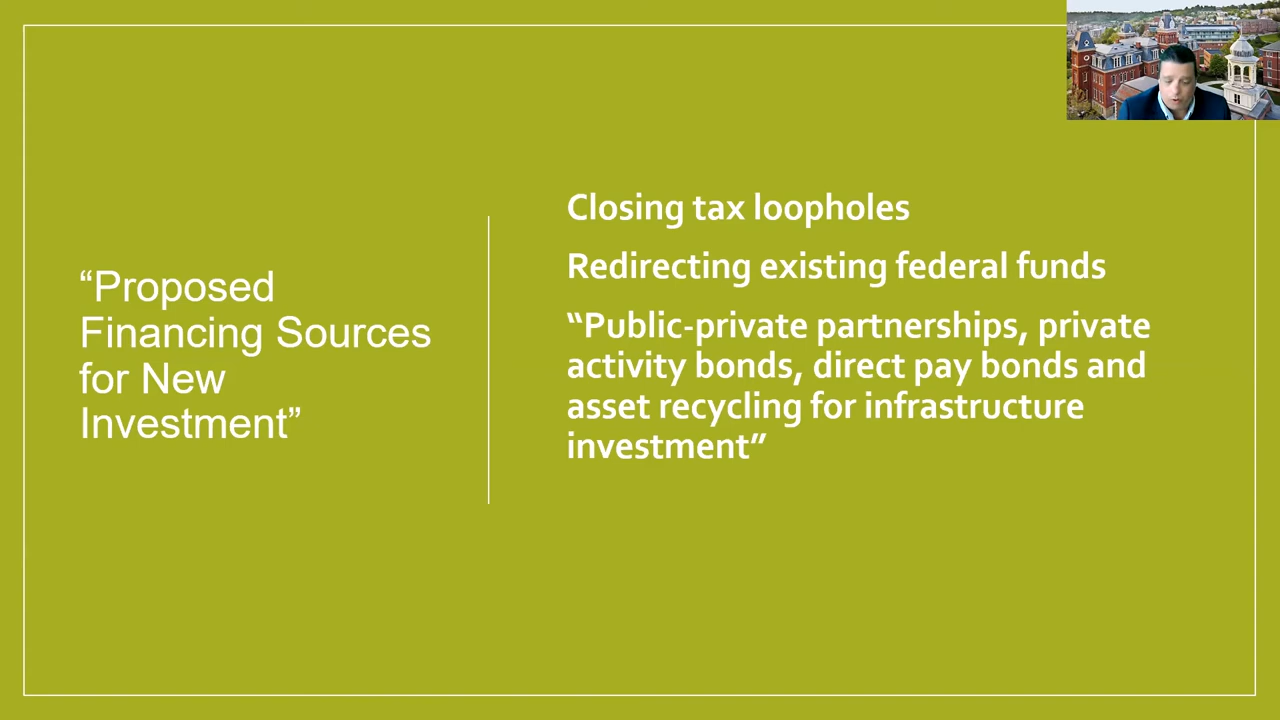 “Proposed
Financing Sources
for New
Investment”
Closing tax loopholes
Redirecting existing federal funds
“Public-private partnerships, private
activity bonds, direct pay bonds and
asset recycling for infrastructure
investment”